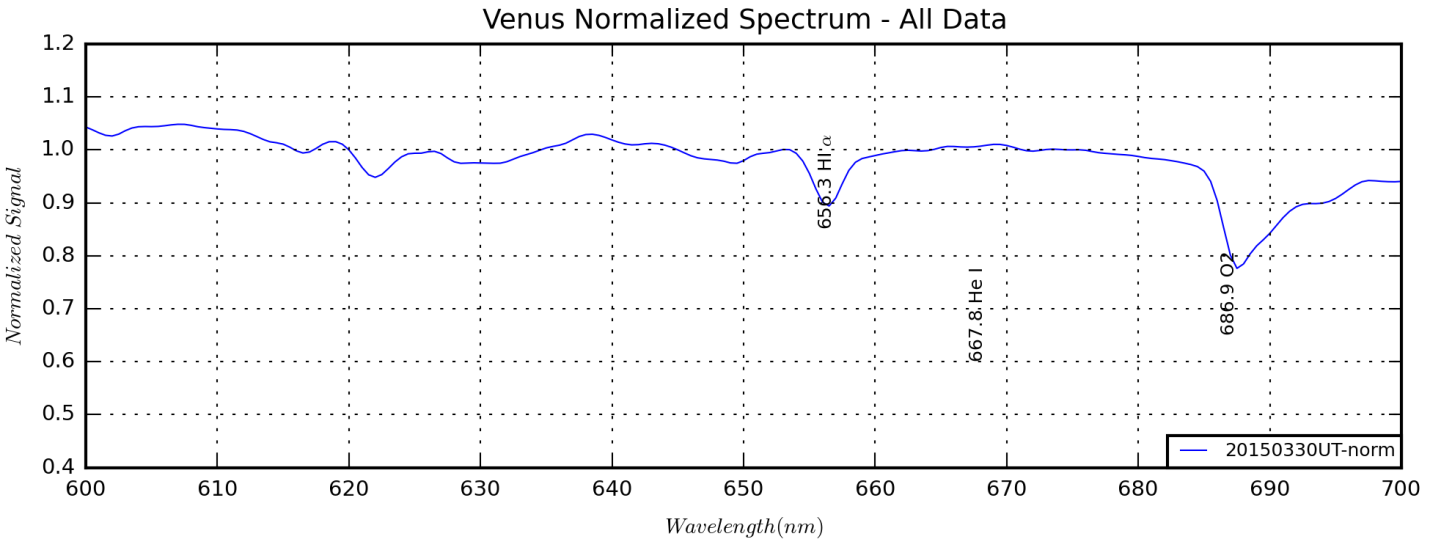 Venus Normalized Spectrum - All Data
1.2
1.1
1.0
0.9
0.8
0.7
0.6
0.5
0.4
Normalized Signal
656.3 HI α
667.8 He I
686.9 O2
20150330UT-norm
600 610 620 630 640 650 660 670 680 690 700
Wavelength(nm)